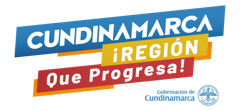 CUNDINAMARCA
¡REGIÓN
Que Progresa!
Gobernación de
Cundinamarca